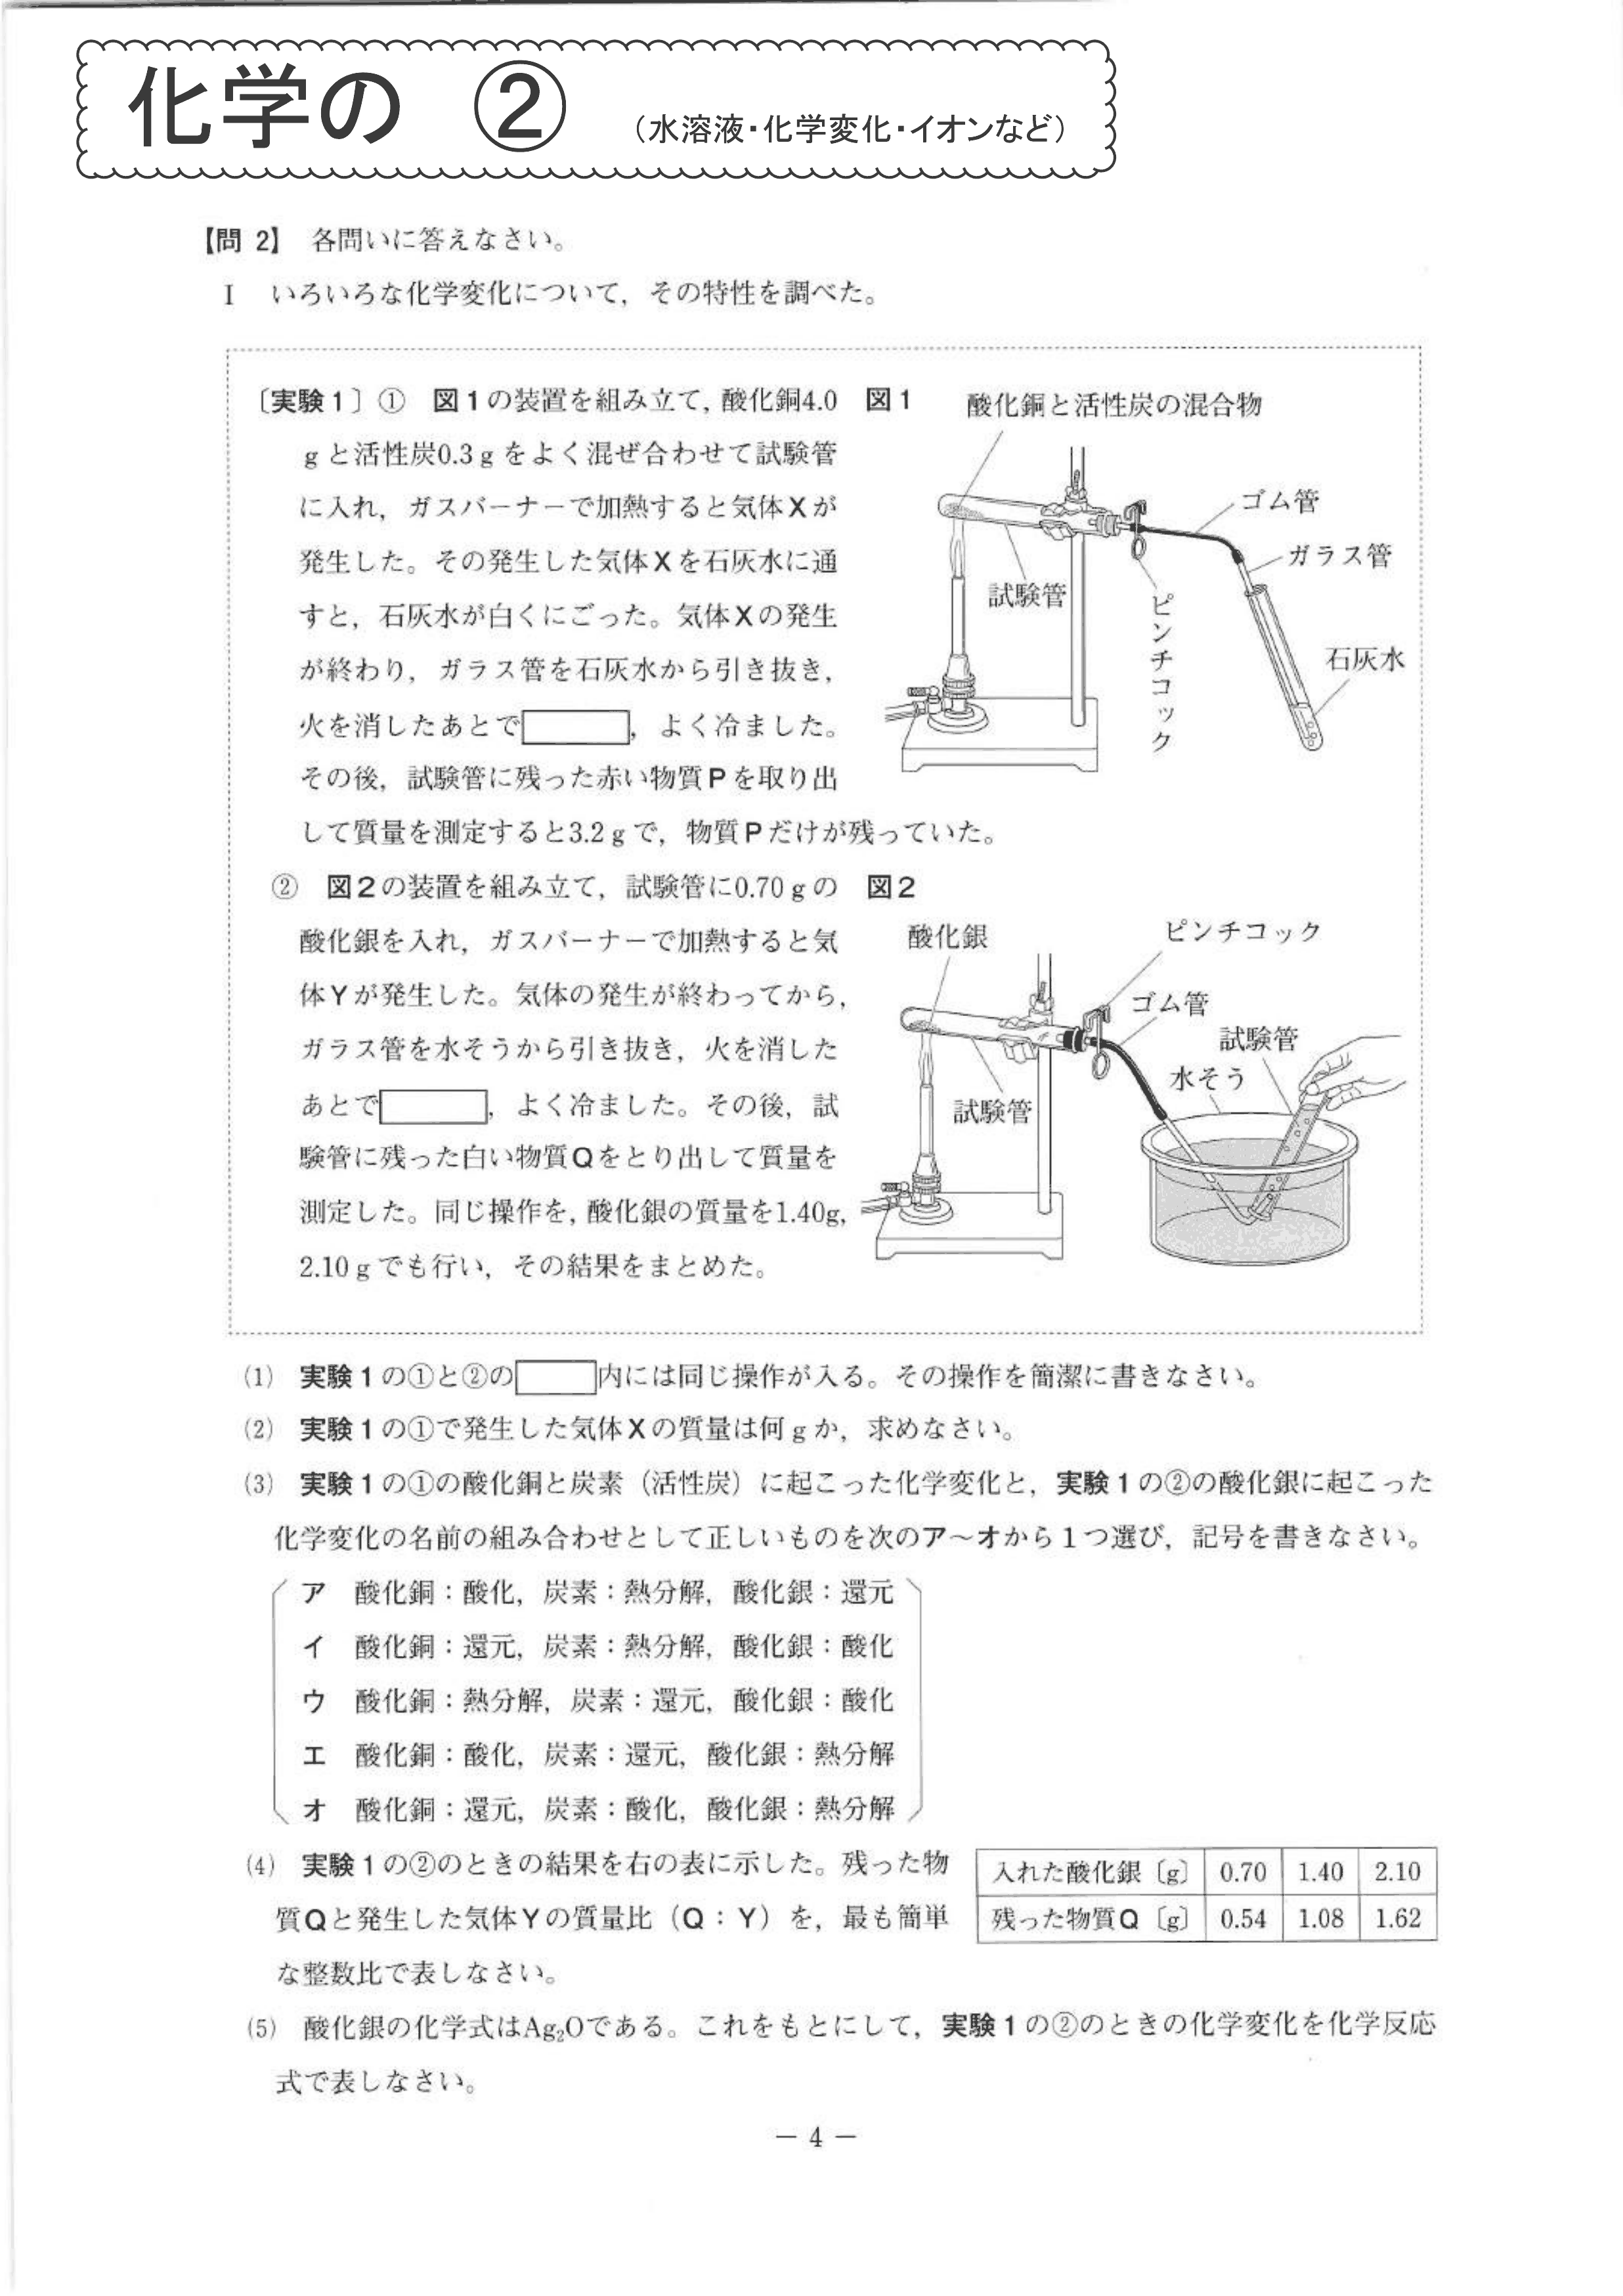 化学の ② （水溶液・化学変化・イオンなど）
【問 2】 各問いに答えなさい。
Ⅰ いろいろな化学変化について，その特性を調べた。
〔実験1〕① 図1の装置を組み立て，酸化銅4.0
gと活性炭0.3gをよく混ぜ合わせて試験管
に入れ，ガスバーナーで加熱すると気体Xが
発生した。その発生した気体Xを石灰水に通
すと，石灰水が白くにごった。気体Xの発生
が終わり，ガラス管を石灰水から引き抜き，
火を消したあとで　　　，よく冷ました。
その後，試験管に残った赤い物質Pを取り出
して質量を測定すると3.2gで，物質Pだけが残っていた。
図1
酸化銅と活性炭の混合物
ゴム管
ガラス管
試験管
ピンチコック
石灰水
② 図2の装置を組み立て，試験管に0.70gの
酸化銀を入れ，ガスバーナーで加熱すると気
体Yが発生した。気体の発生が終わってから，
ガラス管を水そうから引き抜き，火を消した
あとで　　　，よく冷ました。その後，試
験管に残った白い物質Qをとり出して質量を
測定した。同じ操作を，酸化銀の質量を1.40g，
2.10gでも行い，その結果をまとめた。
図2
酸化銀
ピンチコック
ゴム管
試験管
水そう
試験管
(1) 実験1の①と②の　　　内には同じ操作が入る。その操作を簡潔に書きなさい。
(2) 実験1の①で発生した気体Xの質量は何gか，求めなさい。
(3) 実験1の①の酸化銅と炭素（活性炭）に起こった化学変化と，実験1の②の酸化銀に起こった
化学変化の名前の組み合わせとして正しいものを次のア～オから1つ選び，記号を書きなさい。
ア 酸化銅：酸化，炭素：熱分解，酸化銀：還元
イ 酸化銅：還元，炭素：熱分解，酸化銀：酸化
ウ 酸化銅：熱分解，炭素：還元，酸化銀：酸化
エ 酸化銅：酸化，炭素：還元，酸化銀：熱分解
オ 酸化銅：還元，炭素：酸化，酸化銀：熱分解
(4) 実験1の②のときの結果を右の表に示した。残った物
質Qと発生した気体Yの質量比（Q：Y）を，最も簡単
な整数比で表しなさい。
入れた酸化銀〔g〕 0.70 1.40 2.10
残った物質Q〔g〕 0.54 1.08 1.62
(5) 酸化銀の化学式はAg₂Oである。これをもとにして，実験1の②のときの化学変化を化学反応
式で表しなさい。
－ 4 －